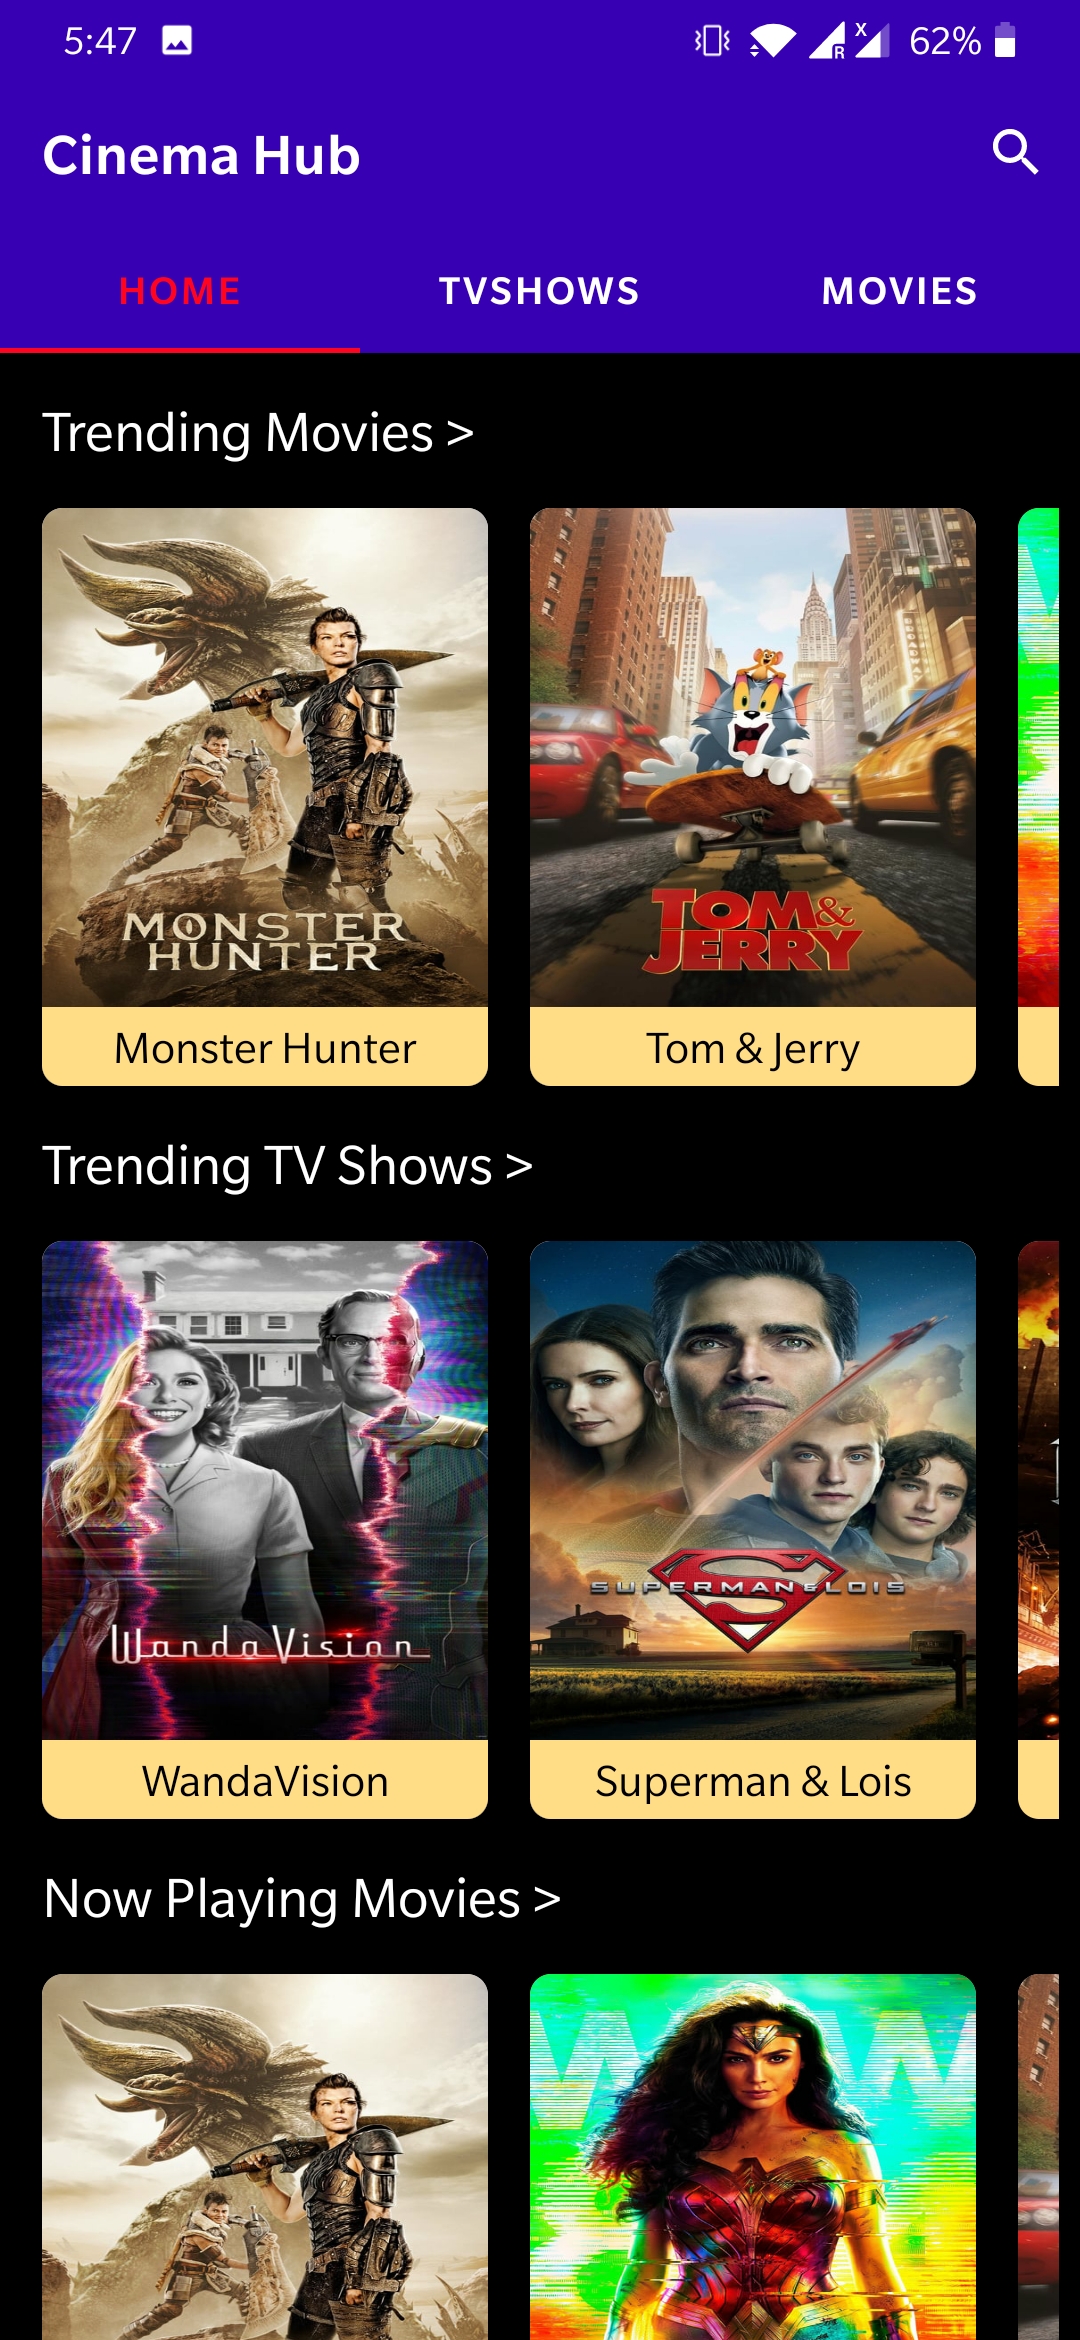 5:47
R
X
62%
Cinema Hub
HOME
TVSHOWS
MOVIES
Trending Movies >
MONSTER
HUNTER
TOM &
JERRY
Monster Hunter
Tom & Jerry
Trending TV Shows >
WandaVision
SUPERMAN & LOIS
WandaVision
Superman & Lois
Now Playing Movies >
WW